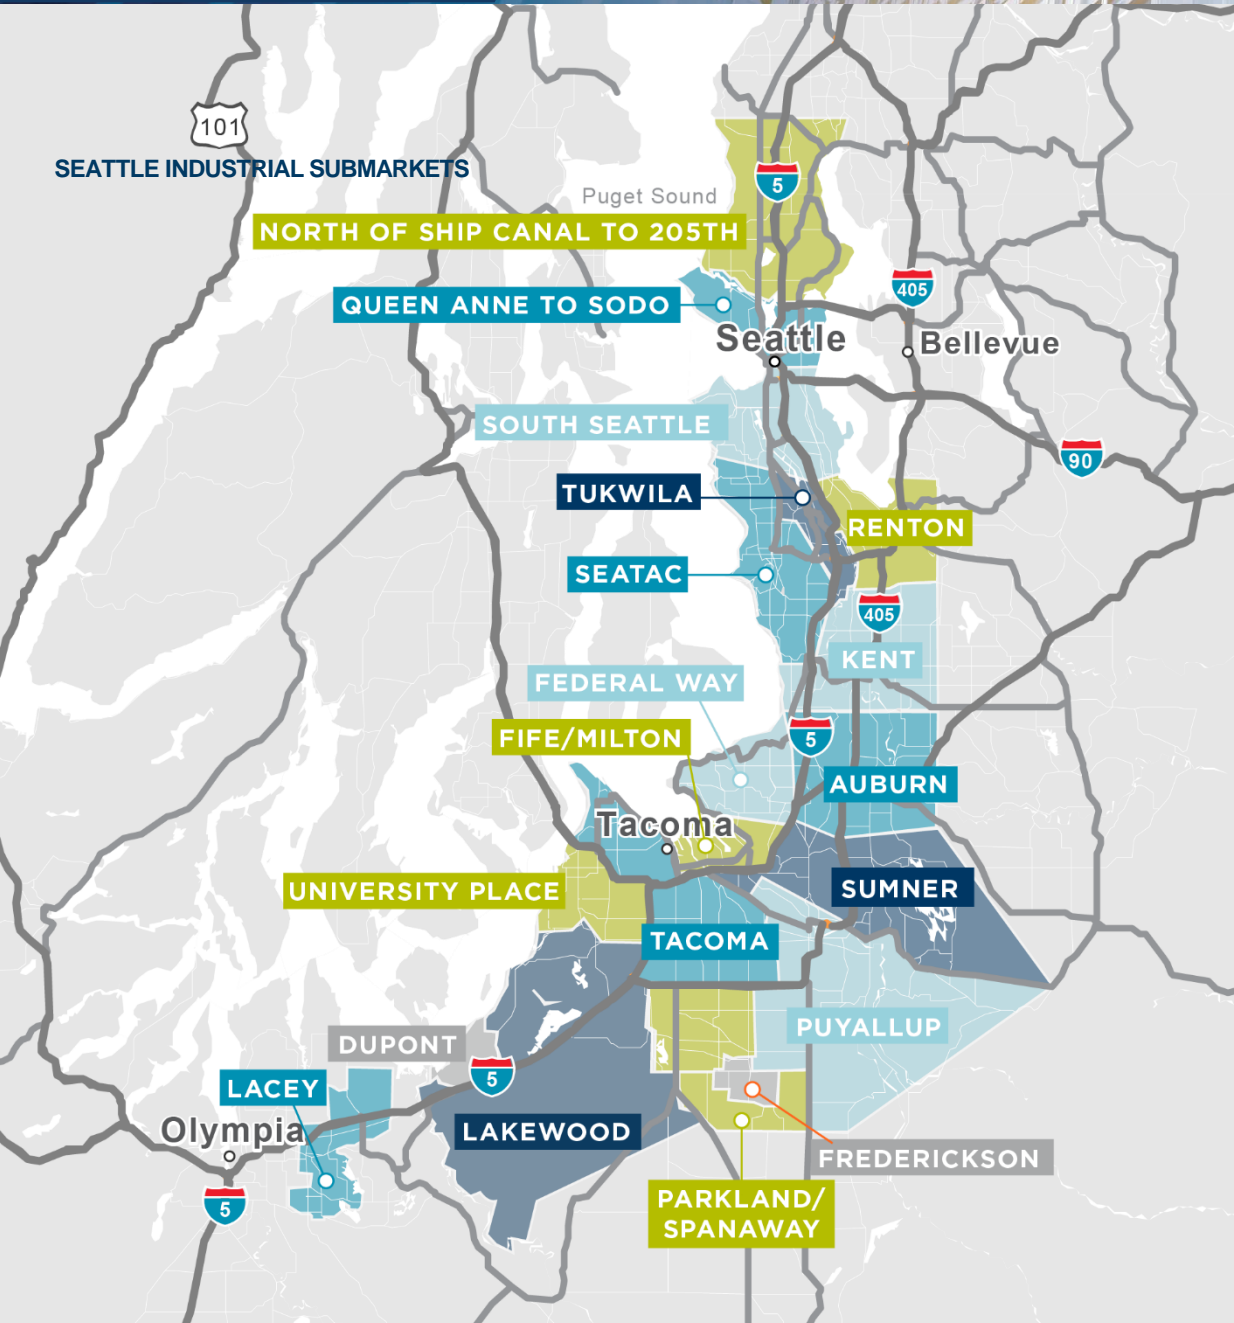 101
SEATTLE INDUSTRIAL SUBMARKETS
5
Puget Sound
NORTH OF SHIP CANAL TO 205TH
405
QUEEN ANNE TO SODO
Seattle
Bellevue
SOUTH SEATTLE
90
TUKWILA
RENTON
SEATAC
405
KENT
FEDERAL WAY
FIFE/MILTON
5
AUBURN
Tacoma
UNIVERSITY PLACE
SUMNER
TACOMA
PUYALLUP
DUPONT
5
LACEY
Olympia
LAKEWOOD
FREDERICKSON
5
PARKLAND/
SPANAWAY